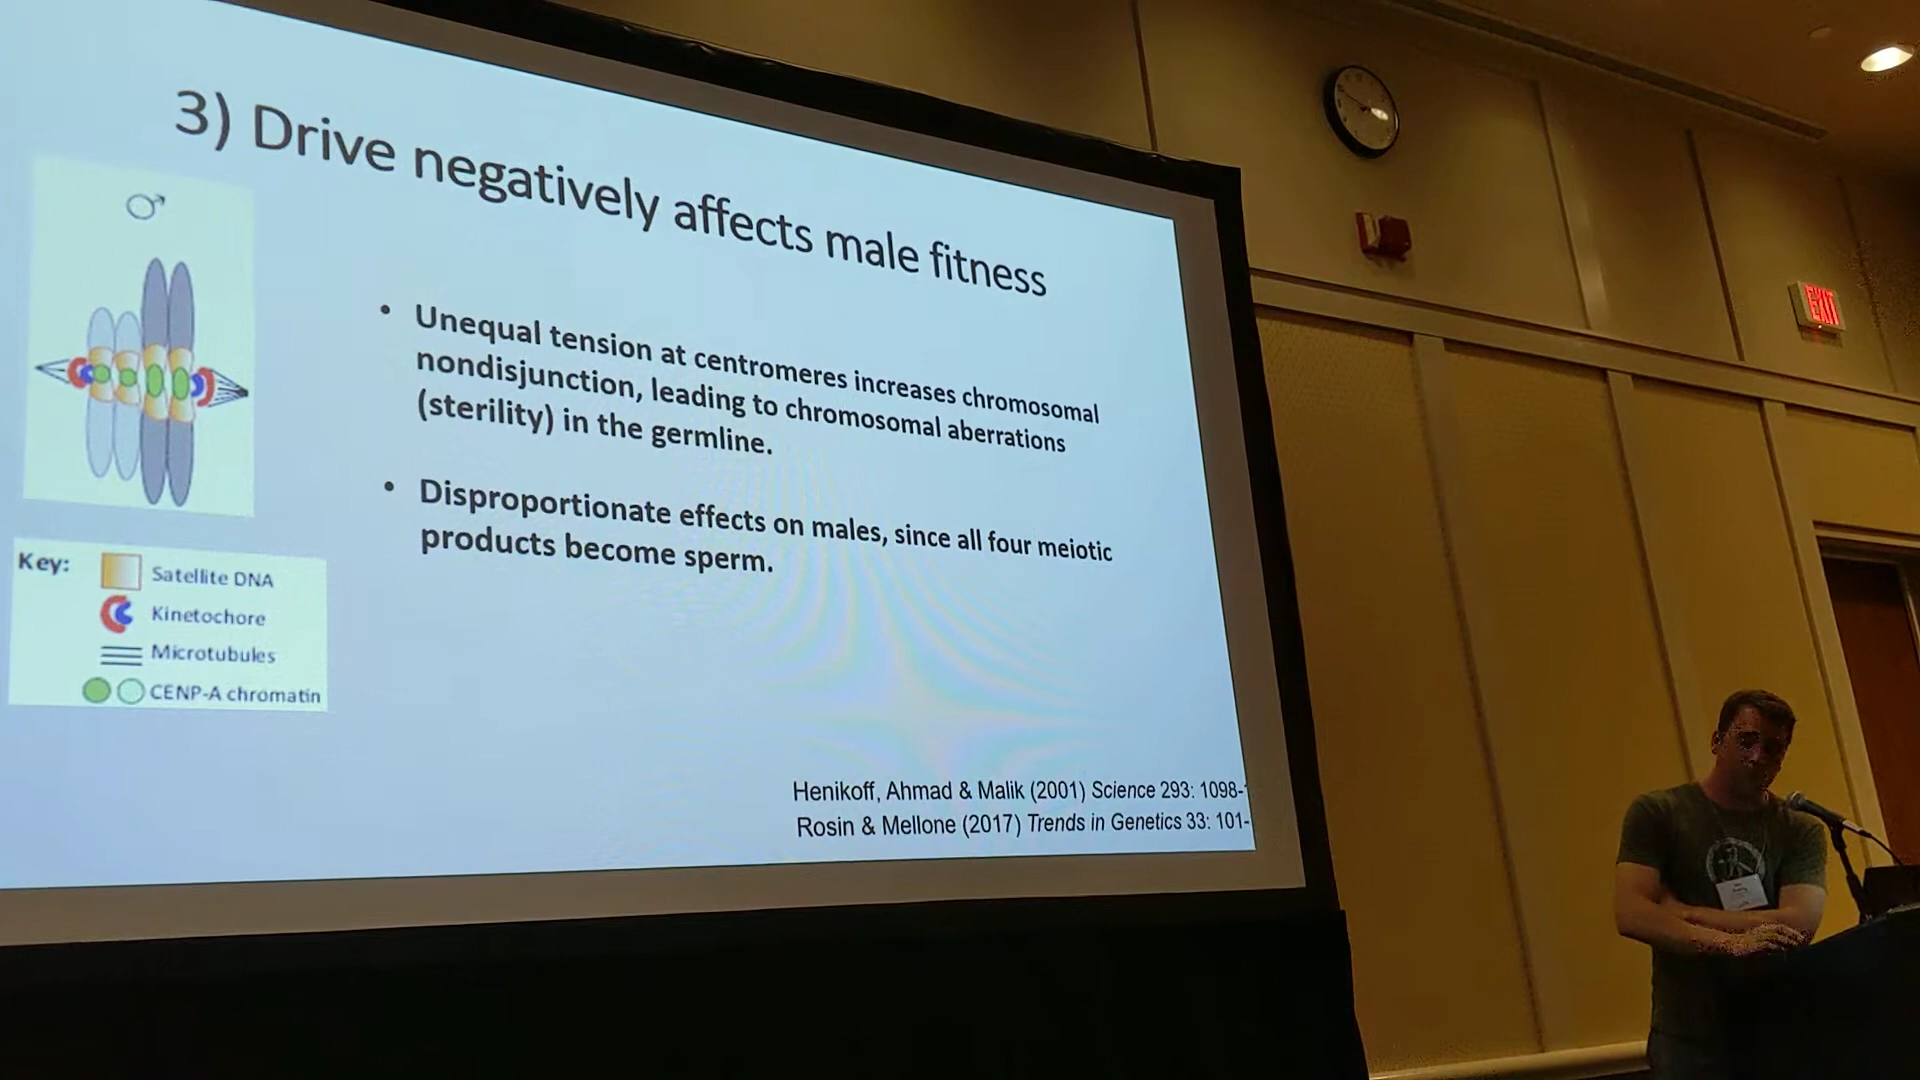 3) Drive negatively affects male fitness
• Unequal tension at centromeres increases chromosomal
nondisjunction, leading to chromosomal aberrations
(sterility) in the germline.
• Disproportionate effects on males, since all four meiotic
products become sperm.
Key:
Satellite DNA
Kinetochore
Microtubules
CENP-A chromatin
Henikoff, Ahmad & Malik (2001) Science 293: 1098-
Rosin & Mellone (2017) Trends in Genetics 33: 101-
EXIT